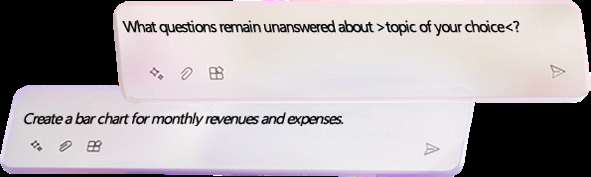 What questions remain unanswered about >topic of your choice<?
Create a bar chart for monthly revenues and expenses.